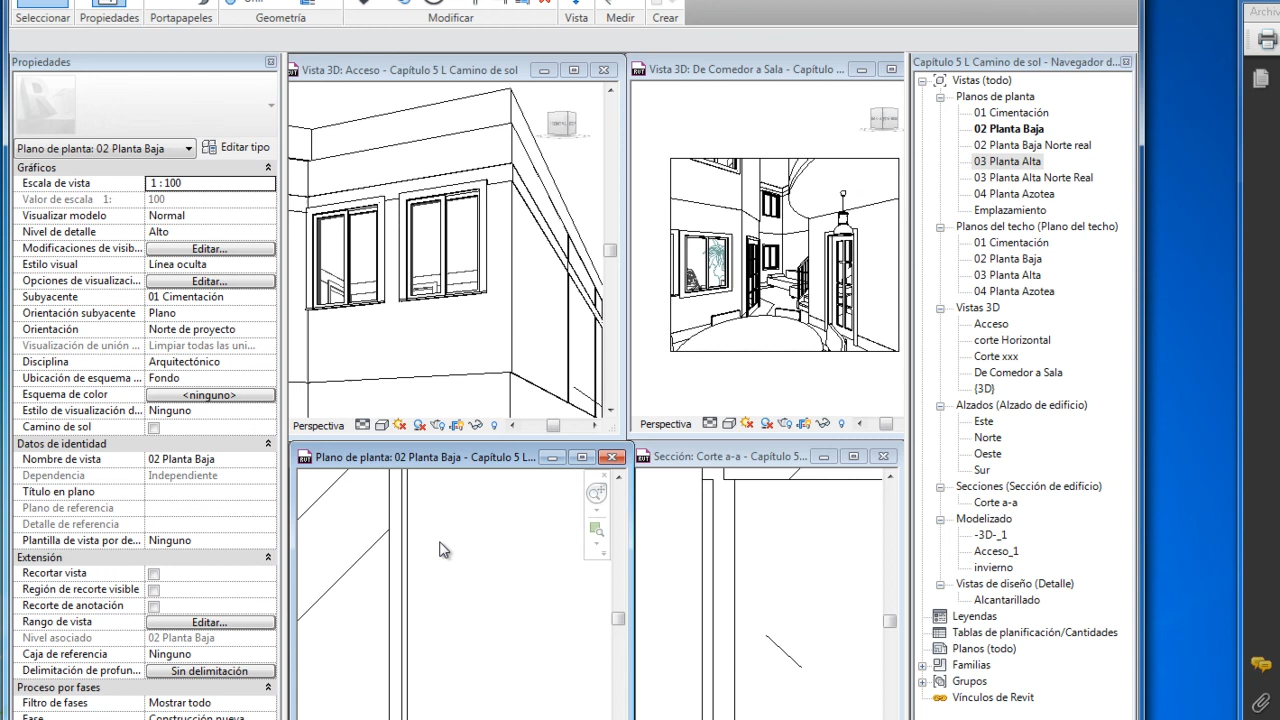 Seleccionar
Propiedades
Portapapeles
Geometría
Modificar
Vista
Medir
Crear
Archiv
Propiedades
Plano de planta: 02 Planta Baja
Editar tipo
Gráficos
Escala de vista 1 : 100
Valor de escala 1: 100
Visualizar modelo Normal
Nivel de detalle Alto
Modificaciones de visib... Editar...
Estilo visual Línea oculta
Opciones de visualizaci... Editar...
Subyacente 01 Cimentación
Orientación subyacente Plano
Orientación Norte de proyecto
Visualización de unión ... Limpiar todas las uni...
Disciplina Arquitectónico
Ubicación de esquema ... Fondo
Esquema de color <ninguno>
Estilo de visualización d... Ninguno
Camino de sol
Datos de identidad
Nombre de vista 02 Planta Baja
Dependencia Independiente
Título en plano
Plano de referencia
Detalle de referencia
Plantilla de vista por de... Ninguno
Extensión
Recortar vista
Región de recorte visible
Recorte de anotación
Rango de vista Editar...
Nivel asociado 02 Planta Baja
Caja de referencia Ninguno
Delimitación de profun... Sin delimitación
Proceso por fases
Filtro de fases Mostrar todo
Fase Construcción nueva
Vista 3D: Acceso - Capítulo 5 L Camino de sol
Perspectiva
Vista 3D: De Comedor a Sala - Capítulo ...
Perspectiva
Plano de planta: 02 Planta Baja - Capítulo 5 L...
Sección: Corte a-a - Capítulo 5...
Capítulo 5 L Camino de sol - Navegador d...
Vistas (todo)
Planos de planta
01 Cimentación
02 Planta Baja
02 Planta Baja Norte real
03 Planta Alta
03 Planta Alta Norte Real
04 Planta Azotea
Emplazamiento
Planos del techo (Plano del techo)
01 Cimentación
02 Planta Baja
03 Planta Alta
04 Planta Azotea
Vistas 3D
Acceso
corte Horizontal
Corte xxx
De Comedor a Sala
{3D}
Alzados (Alzado de edificio)
Este
Norte
Oeste
Sur
Secciones (Sección de edificio)
Corte a-a
Modelizado
-3D-_1
Acceso_1
invierno
Vistas de diseño (Detalle)
Alcantarillado
Leyendas
Tablas de planificación/Cantidades
Planos (todo)
Familias
Grupos
Vínculos de Revit